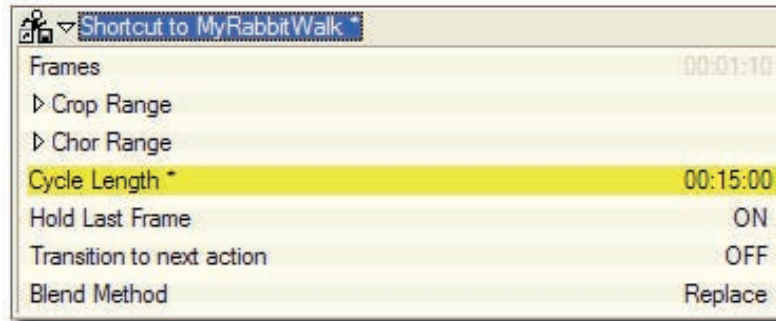 Shortcut to MyRabbitWalk *
Frames 00:01:10
Crop Range
Chor Range
Cycle Length * 00:15:00
Hold Last Frame ON
Transition to next action OFF
Blend Method Replace